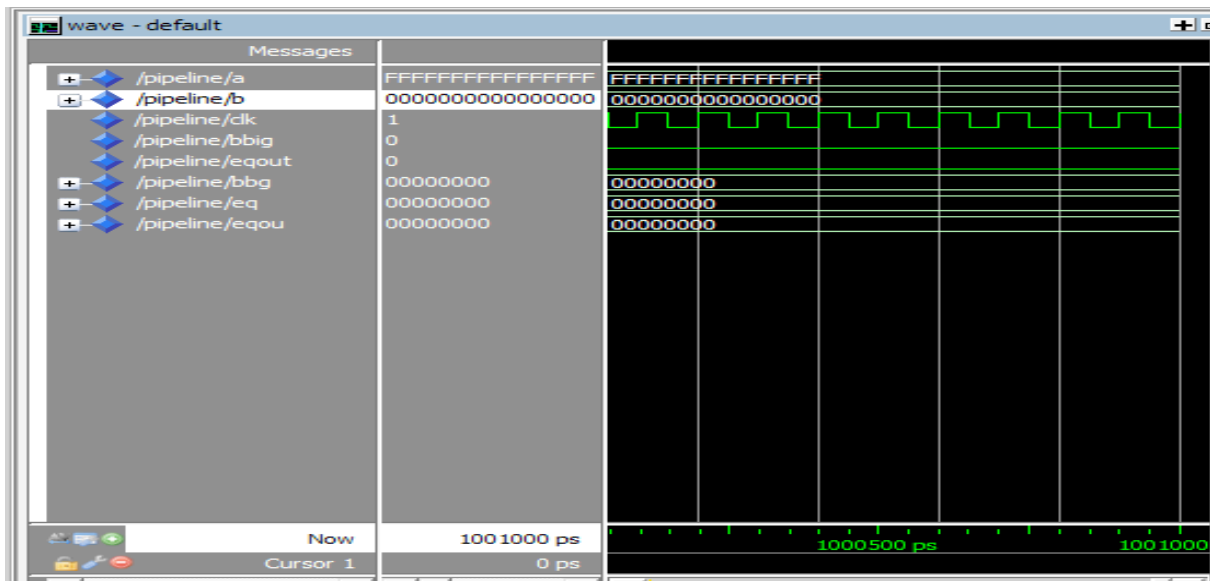 wave - default
Messages
/pipeline/a FFFFFFFFFFFFFFFF FFFFFFFFFFFFFFFF
/pipeline/b 0000000000000000 0000000000000000
/pipeline/clk 1
/pipeline/bbig 0
/pipeline/eqout 0
/pipeline/bbg 00000000 00000000
/pipeline/eq 00000000 00000000
/pipeline/eqou 00000000 00000000
Now 1001000 ps 1000500 ps 1001000
Cursor 1 0 ps